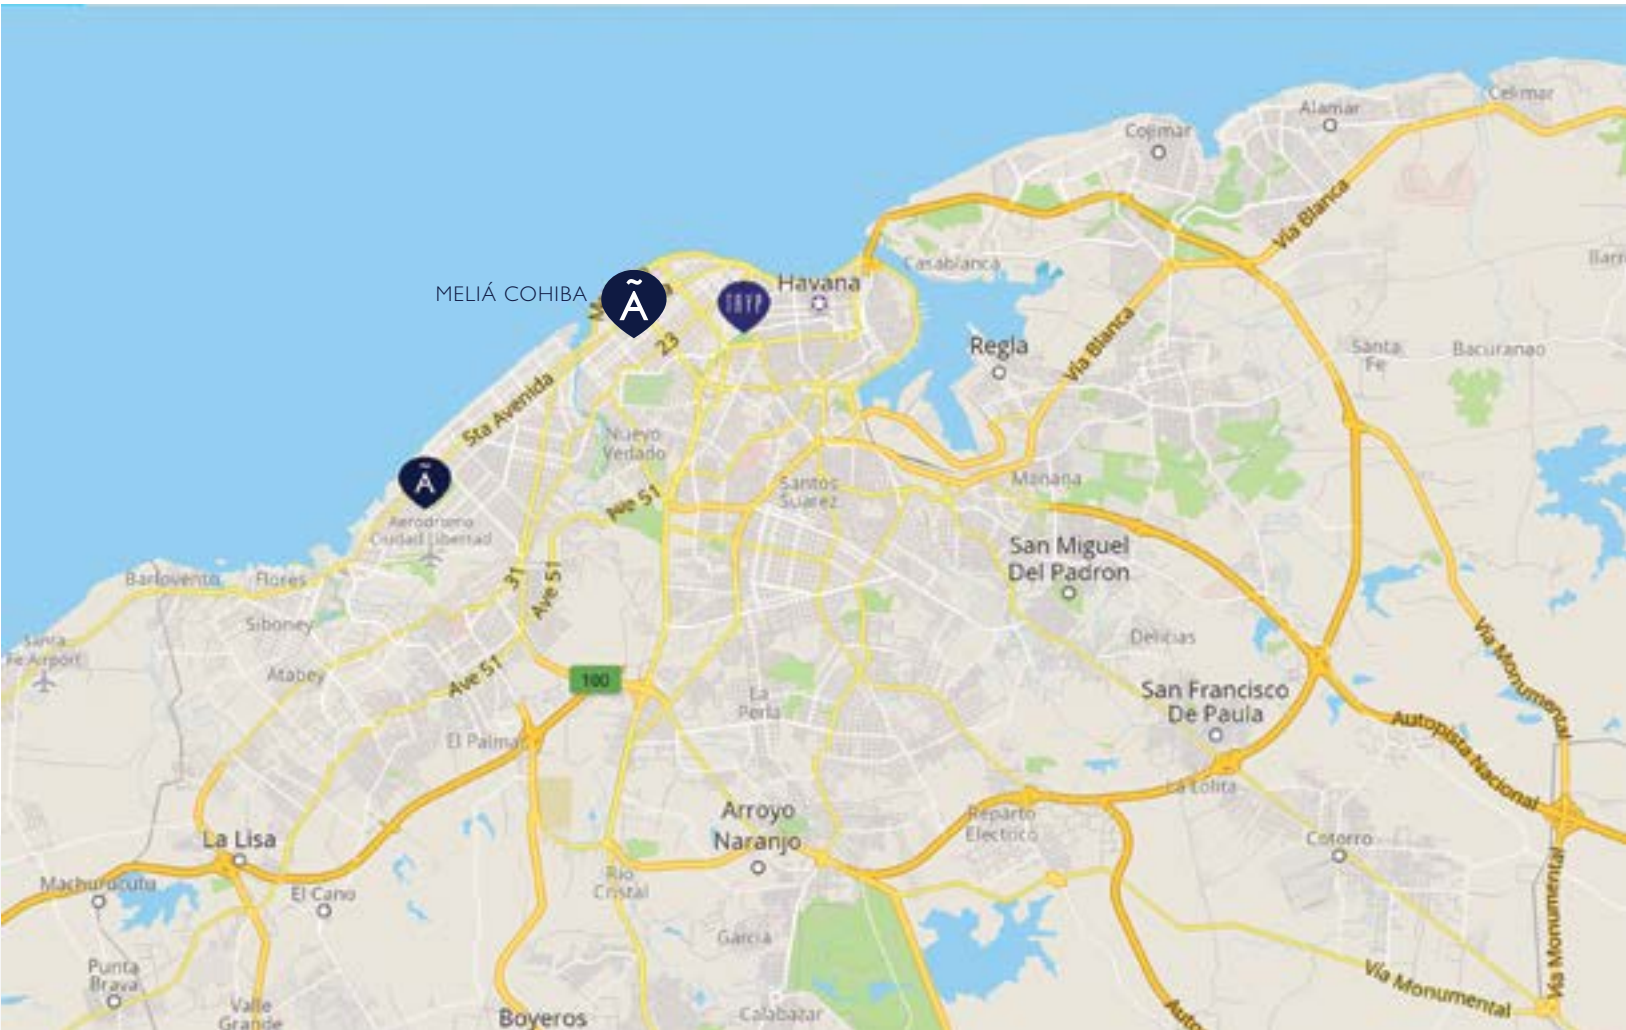 Celimar
Alamar
Cojimar
Via Blanca
Casablanca
Havana
MELIÁ COHIBA
Ã
TRYP
23
Regla
Via Blanca
Santa
Fe
Bacuranao
5ta Avenida
Nuevo
Vedado
Ã
Santos
Suarez
Mañana
Ave 51
Aerodromo
Ciudad Libertad
San Miguel
Del Padron
Barlovento
Flores
31
Ave 51
Siboney
Santa
Fe Airport
Delicias
Via Monumental
Atabey
Ave 51
100
La
Perla
San Francisco
De Paula
Autopista Nacional
El Palmar
La Lolita
Arroyo
Naranjo
Reparto
Electrico
Cotorro
La Lisa
Machurucutu
El Cano
Rio
Cristal
Via Monumental
Garcia
Punta
Brava
Via Monumental
Valle
Grande
Boyeros
Calabazar